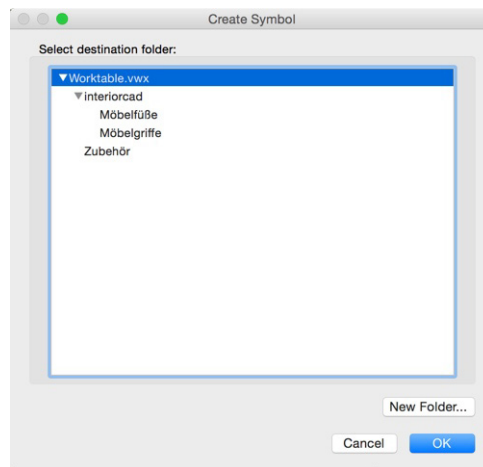 Create Symbol
Select destination folder:
Worktable.vwx
interiorcad
Möbelfüße
Möbelgriffe
Zubehör
New Folder...
Cancel OK